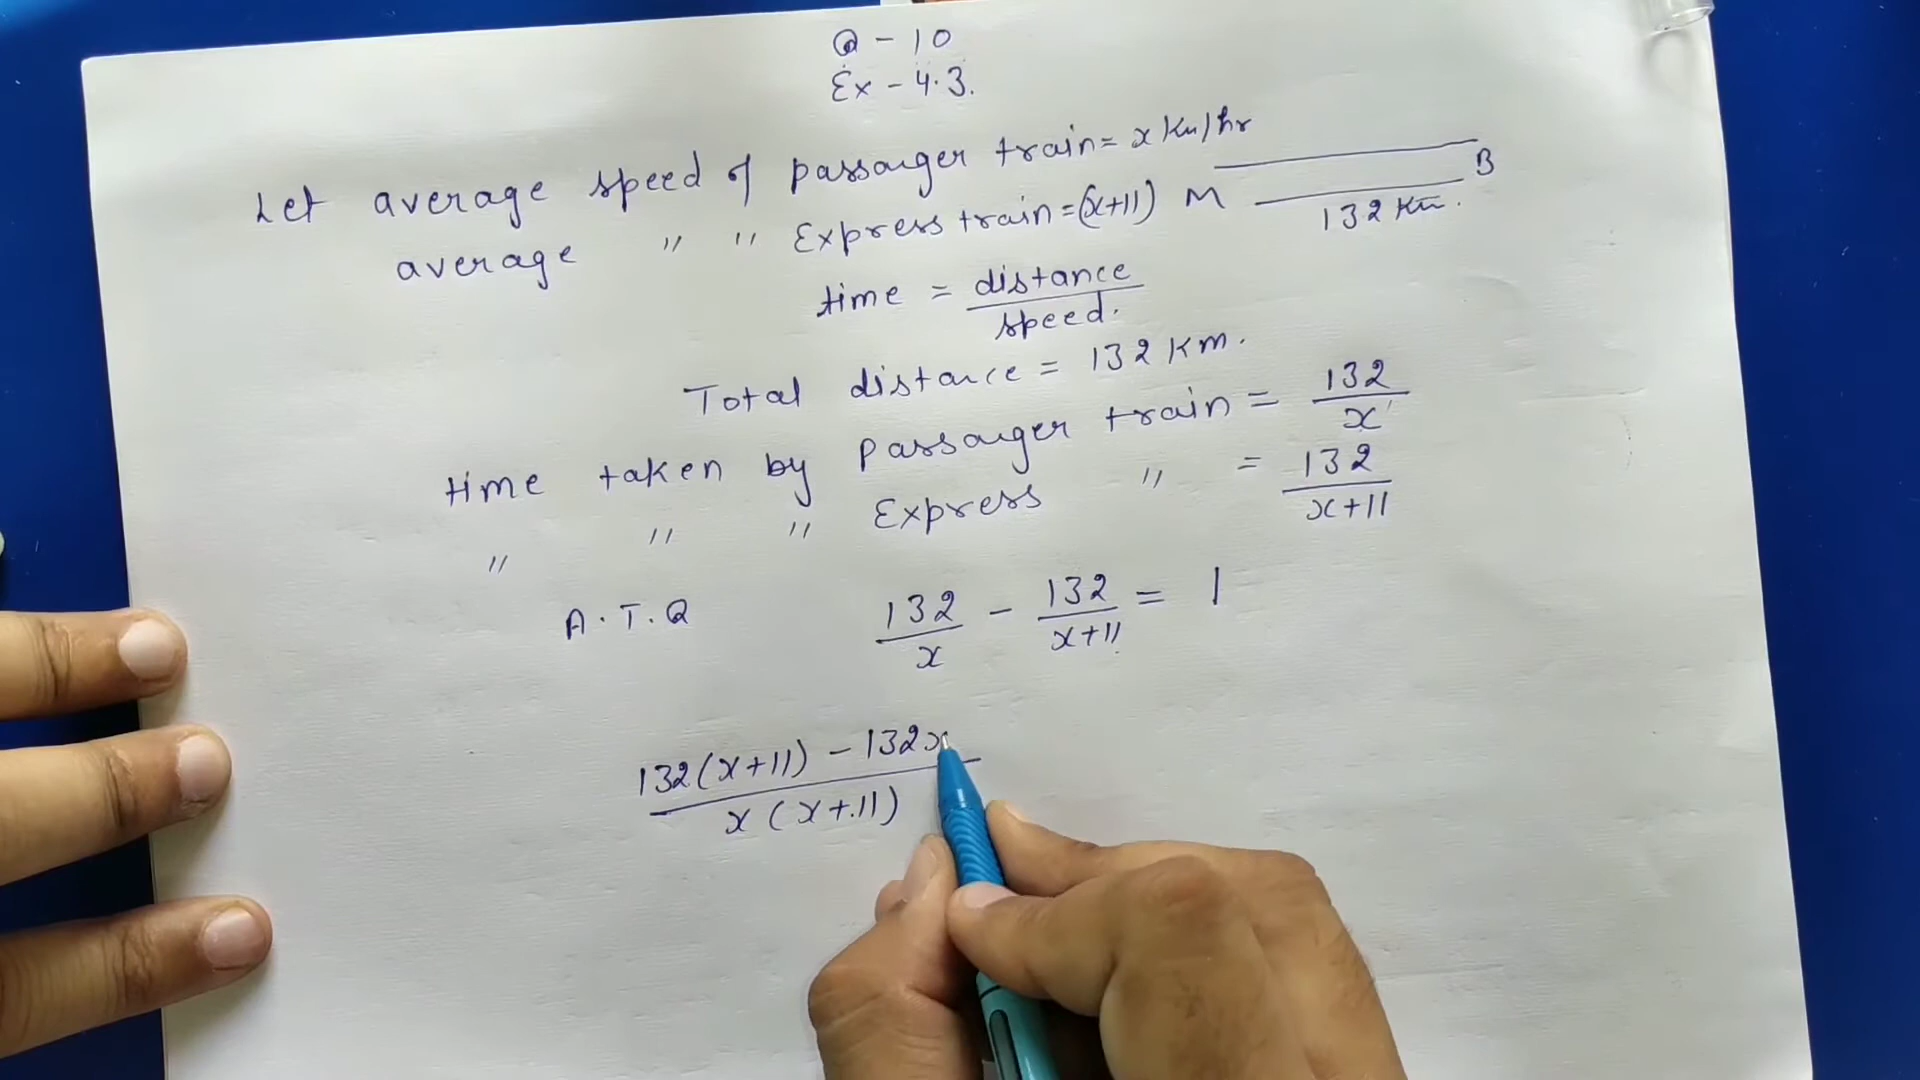 Q - 10
Ex - 4.3.
Let average speed of passanger train = x Km/hr
average " " Express train = (x+11) M B
132 Km.
time = distance / speed.
Total distance = 132 Km.
time taken by passanger train = 132 / x
" " " Express " = 132 / x+11
A.T.Q 132 / x - 132 / x+11 = 1
132(x+11) - 132x / x(x+11)